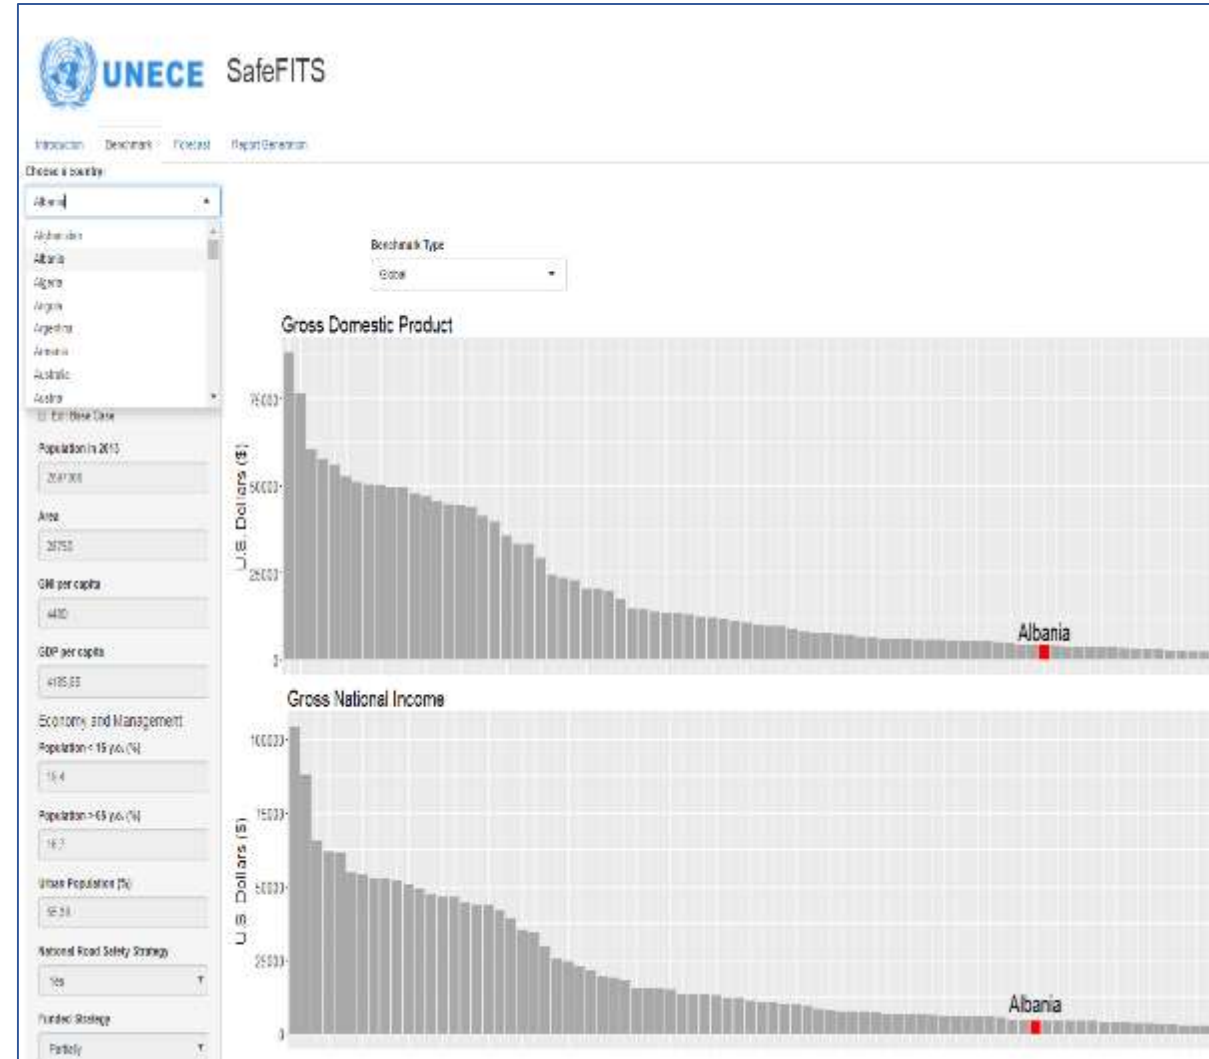 UNECE SafeFITS
Introduction Benchmark Forecast Report Generation
Choose a country
Albania
Afghanistan
Albania
Algeria
Angola
Argentina
Armenia
Australia
Austria
Edit Base Case
Benchmark Type
Global
Population in 2013
Area
GNI per capita
GDP per capita
Economy and Management
Population < 15 y.o. (%)
Population > 65 y.o. (%)
Urban Population (%)
National Road Safety Strategy
Yes
Funded Strategy
Partially
Gross Domestic Product
U.S. Dollars ($)
75000
50000
25000
0
Albania
Gross National Income
U.S. Dollars ($)
100000
75000
50000
25000
0
Albania